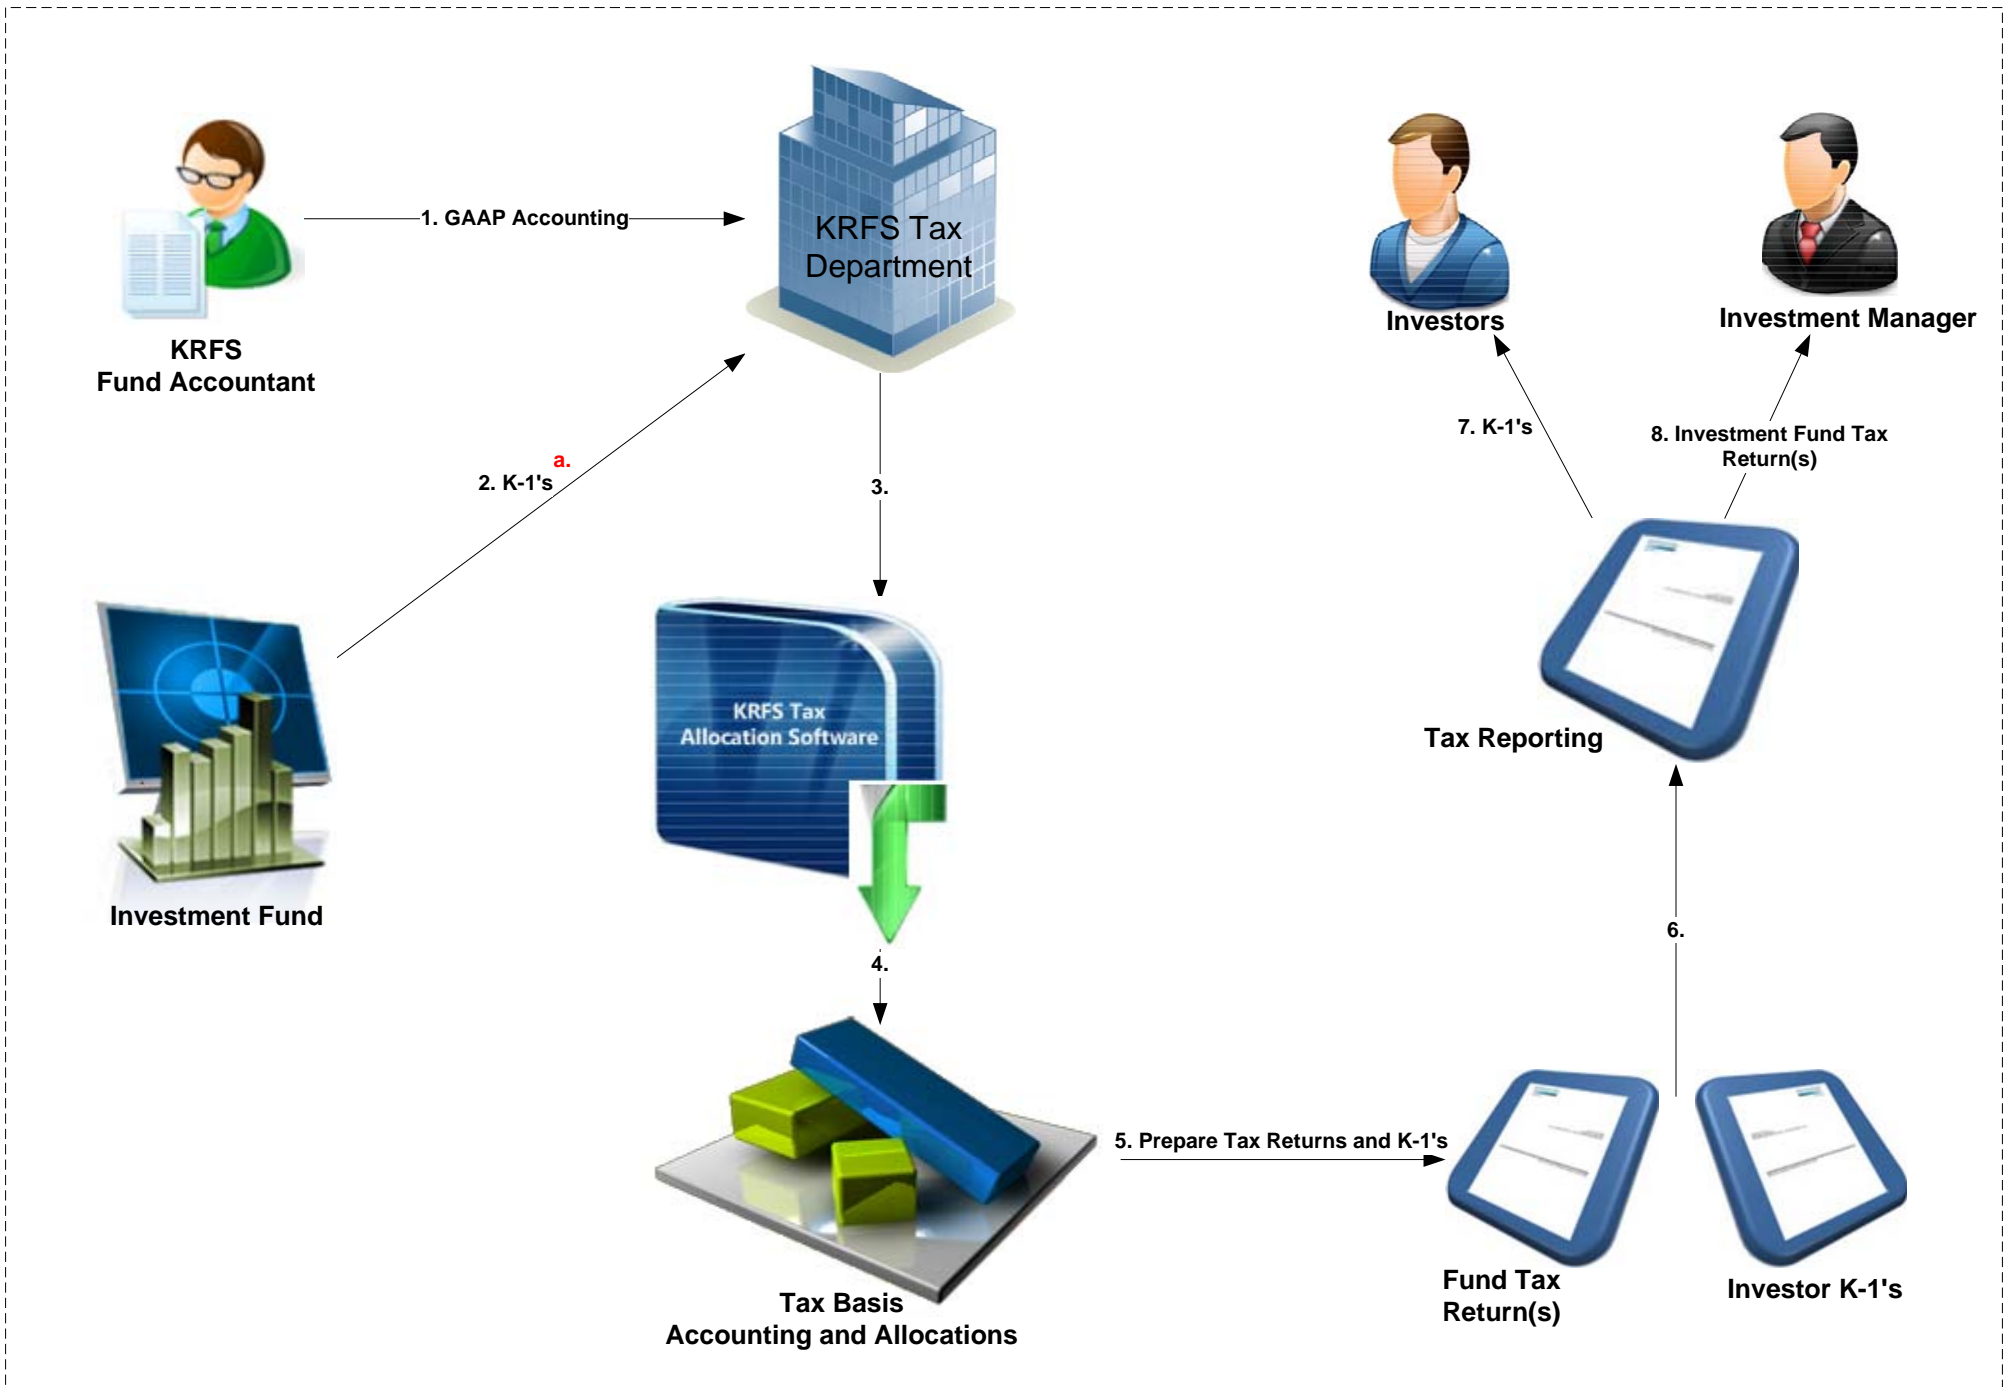 1. GAAP Accounting
KRFS Tax
Department
KRFS
Fund Accountant
Investors
Investment Manager
a.
2. K-1's
3.
7. K-1's
8. Investment Fund Tax
Return(s)
KRFS Tax
Allocation Software
Investment Fund
Tax Reporting
4.
6.
5. Prepare Tax Returns and K-1's
Tax Basis
Accounting and Allocations
Fund Tax
Return(s)
Investor K-1's